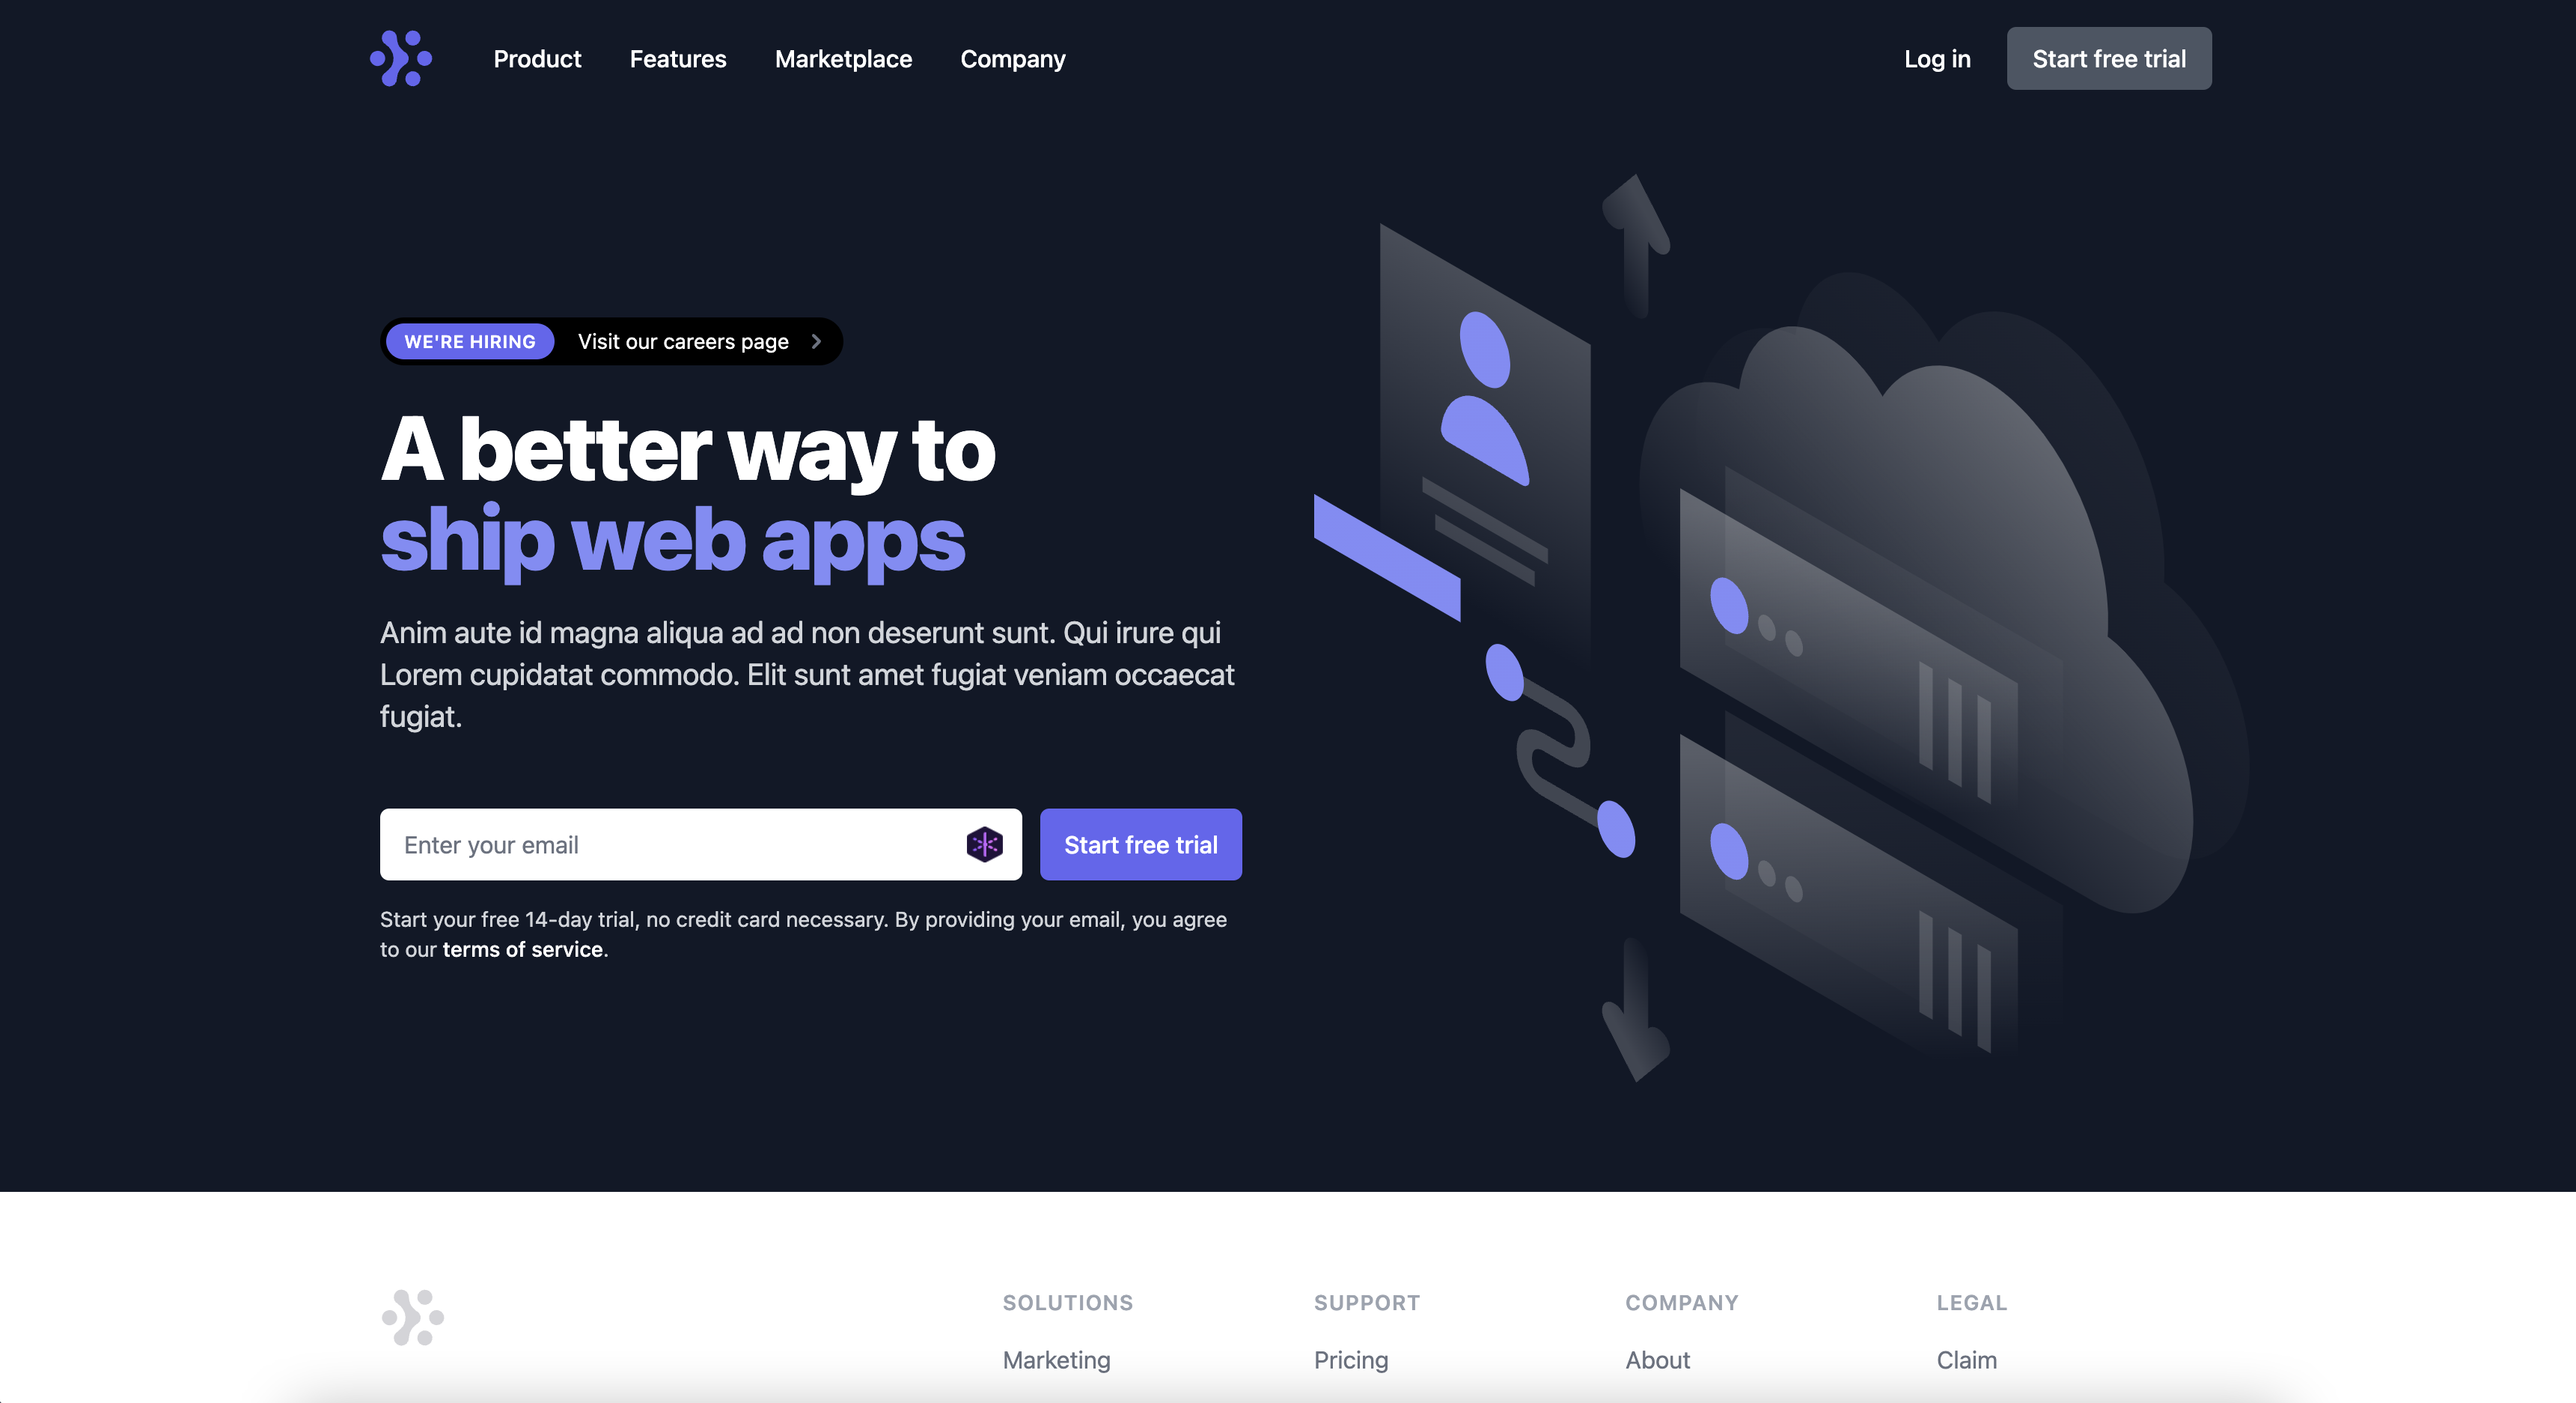 Product
Features
Marketplace
Company
Log in
Start free trial
WE'RE HIRING
Visit our careers page
A better way to
ship web apps
Anim aute id magna aliqua ad ad non deserunt sunt. Qui irure qui
Lorem cupidatat commodo. Elit sunt amet fugiat veniam occaecat
fugiat.
Enter your email
Start free trial
Start your free 14-day trial, no credit card necessary. By providing your email, you agree
to our terms of service.
SOLUTIONS
SUPPORT
COMPANY
LEGAL
Marketing
Pricing
About
Claim